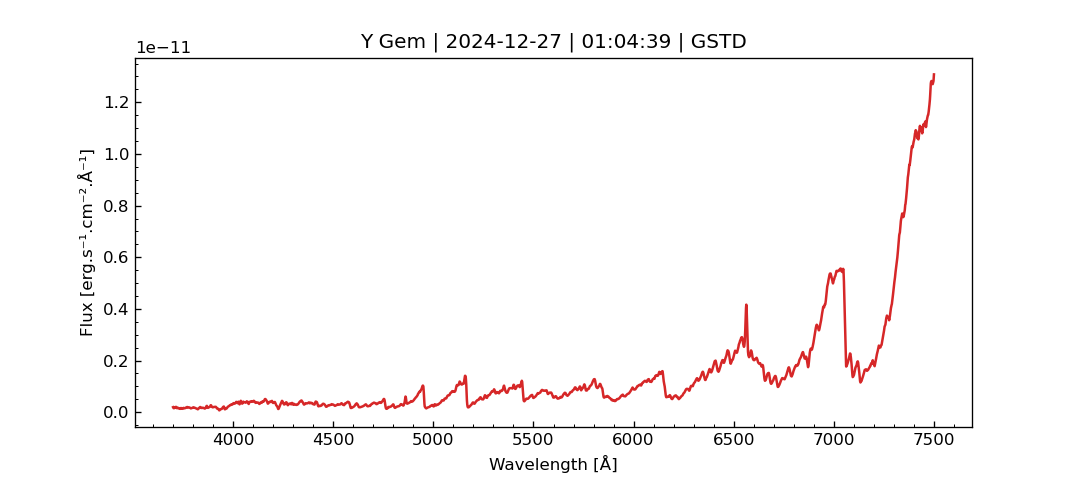 Y Gem | 2024-12-27 | 01:04:39 | GSTD
1e−11
1.2
1.0
0.8
0.6
0.4
0.2
0.0
Flux [erg.s⁻¹.cm⁻².Å⁻¹]
4000 4500 5000 5500 6000 6500 7000 7500
Wavelength [Å]